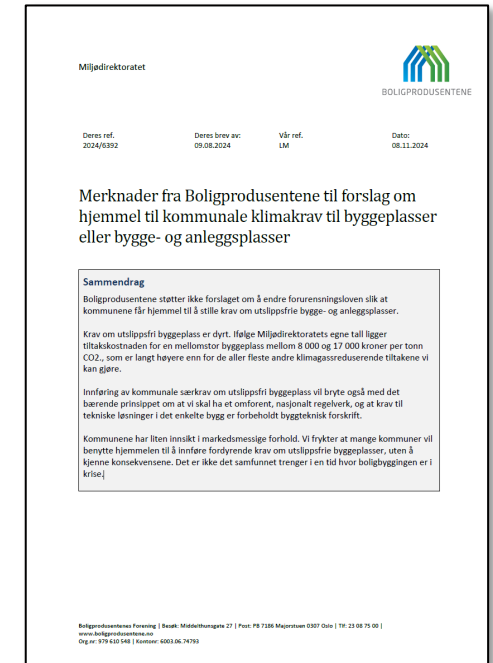 Miljødirektoratet
BOLIGPRODUSENTENE
Deres ref. Deres brev av: Vår ref. Dato:
2024/6392 09.08.2024 LM 08.11.2024
Merknader fra Boligprodusentene til forslag om
hjemmel til kommunale klimakrav til byggeplasser
eller bygge- og anleggsplasser
Sammendrag
Boligprodusentene støtter ikke forslaget om å endre forurensningsloven slik at
kommunene får hjemmel til å stille krav om utslippsfrie bygge- og anleggsplasser.
Krav om utslippsfri byggeplass er dyrt. Ifølge Miljødirektoratets egne tall ligger
tiltakskostnaden for en mellomstor byggeplass mellom 8 000 og 17 000 kroner per tonn
CO2., som er langt høyere enn for de aller fleste andre klimagassreduserende tiltakene vi
kan gjøre.
Innføring av kommunale særkrav om utslippsfri byggeplass vil bryte også med det
bærende prinsippet om at vi skal ha et omforent, nasjonalt regelverk, og at krav til
tekniske løsninger i det enkelte bygg er forbeholdt byggteknisk forskrift.
Kommunene har liten innsikt i markedsmessige forhold. Vi frykter at mange kommuner vil
benytte hjemmelen til å innføre fordyrende krav om utslippsfrie byggeplasser, uten å
kjenne konsekvensene. Det er ikke det samfunnet trenger i en tid hvor boligbyggingen er i
krise.
Boligprodusentenes Forening | Besøk: Middelthunsgate 27 | Post: PB 7186 Majorstuen 0307 Oslo | Tlf: 23 08 75 00 |
www.boligprodusentene.no
Org.nr: 979 610 548 | Kontonr: 6003.06.74793